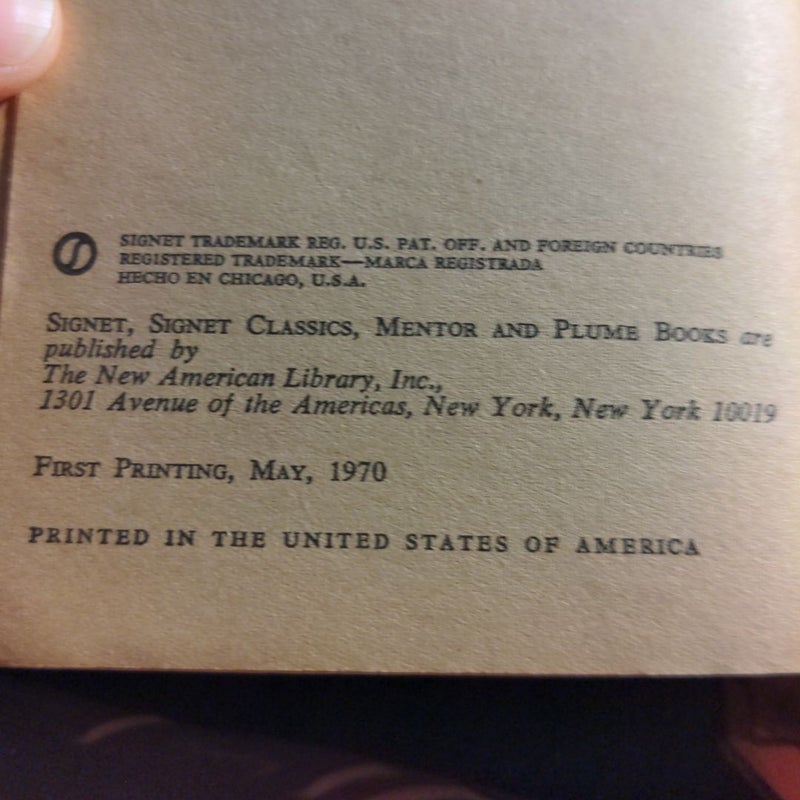 SIGNET TRADEMARK REG. U.S. PAT. OFF. AND FOREIGN COUNTRIES
REGISTERED TRADEMARK—MARCA REGISTRADA
HECHO EN CHICAGO, U.S.A.
SIGNET, SIGNET CLASSICS, MENTOR AND PLUME BOOKS are
published by
The New American Library, Inc.,
1301 Avenue of the Americas, New York, New York 10019
FIRST PRINTING, MAY, 1970
PRINTED IN THE UNITED STATES OF AMERICA